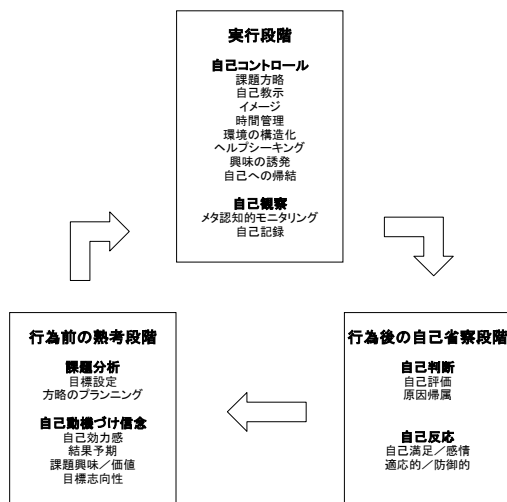 実行段階
自己コントロール
課題方略
自己教示
イメージ
時間管理
環境の構造化
ヘルプシーキング
興味の誘発
自己への帰結
自己観察
メタ認知的モニタリング
自己記録
行為前の熟考段階
課題分析
目標設定
方略のプランニング
自己動機づけ信念
自己効力感
結果予期
課題興味／価値
目標志向性
行為後の自己省察段階
自己判断
自己評価
原因帰属
自己反応
自己満足／感情
適応的／防御的